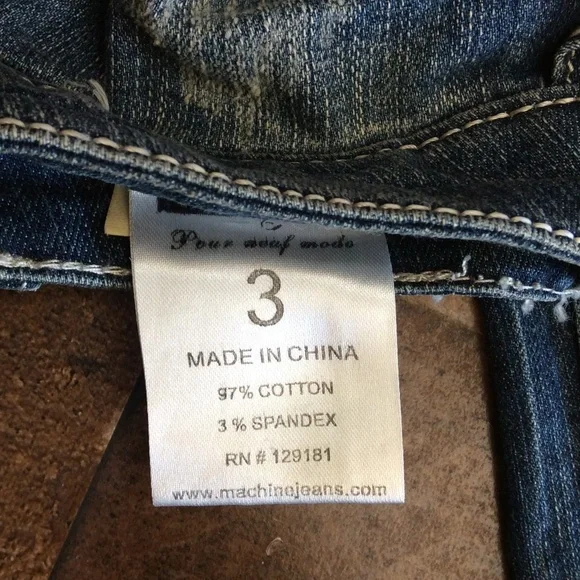 Pour neuf mode
3
MADE IN CHINA
97% COTTON
3 % SPANDEX
RN # 129181
www.machinejeans.com